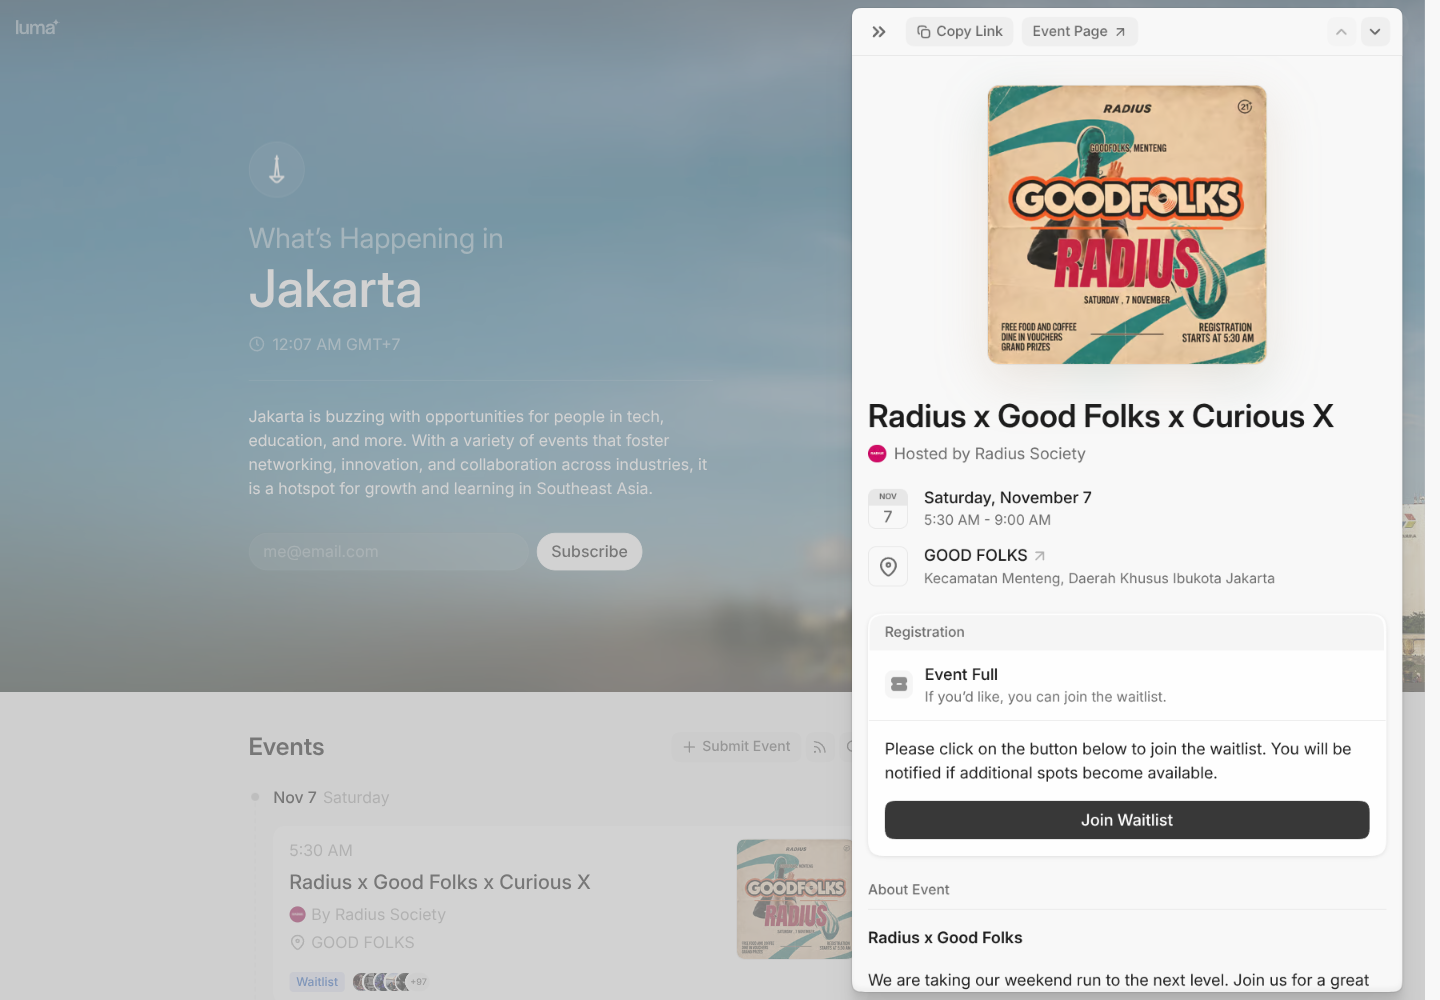 luma
What's Happening in
Jakarta
12:07 AM GMT+7
Jakarta is buzzing with opportunities for people in tech,
education, and more. With a variety of events that foster
networking, innovation, and collaboration across industries, it
is a hotspot for growth and learning in Southeast Asia.
me@email.com
Subscribe
Events
Submit Event
Nov 7 Saturday
5:30 AM
Radius x Good Folks x Curious X
By Radius Society
GOOD FOLKS
Waitlist
+97
RADIUS
GOODFOLKS
RADIUS
Copy Link
Event Page
RADIUS
21
GOODFOLKS, MENTENG
GOODFOLKS
RADIUS
SATURDAY , 7 NOVEMBER
FREE FOOD AND COFFEE
DINE IN VOUCHERS
GRAND PRIZES
REGISTRATION
STARTS AT 5:30 AM
Radius x Good Folks x Curious X
Hosted by Radius Society
NOV
7
Saturday, November 7
5:30 AM - 9:00 AM
GOOD FOLKS
Kecamatan Menteng, Daerah Khusus Ibukota Jakarta
Registration
Event Full
If you'd like, you can join the waitlist.
Please click on the button below to join the waitlist. You will be
notified if additional spots become available.
Join Waitlist
About Event
Radius x Good Folks
We are taking our weekend run to the next level. Join us for a great